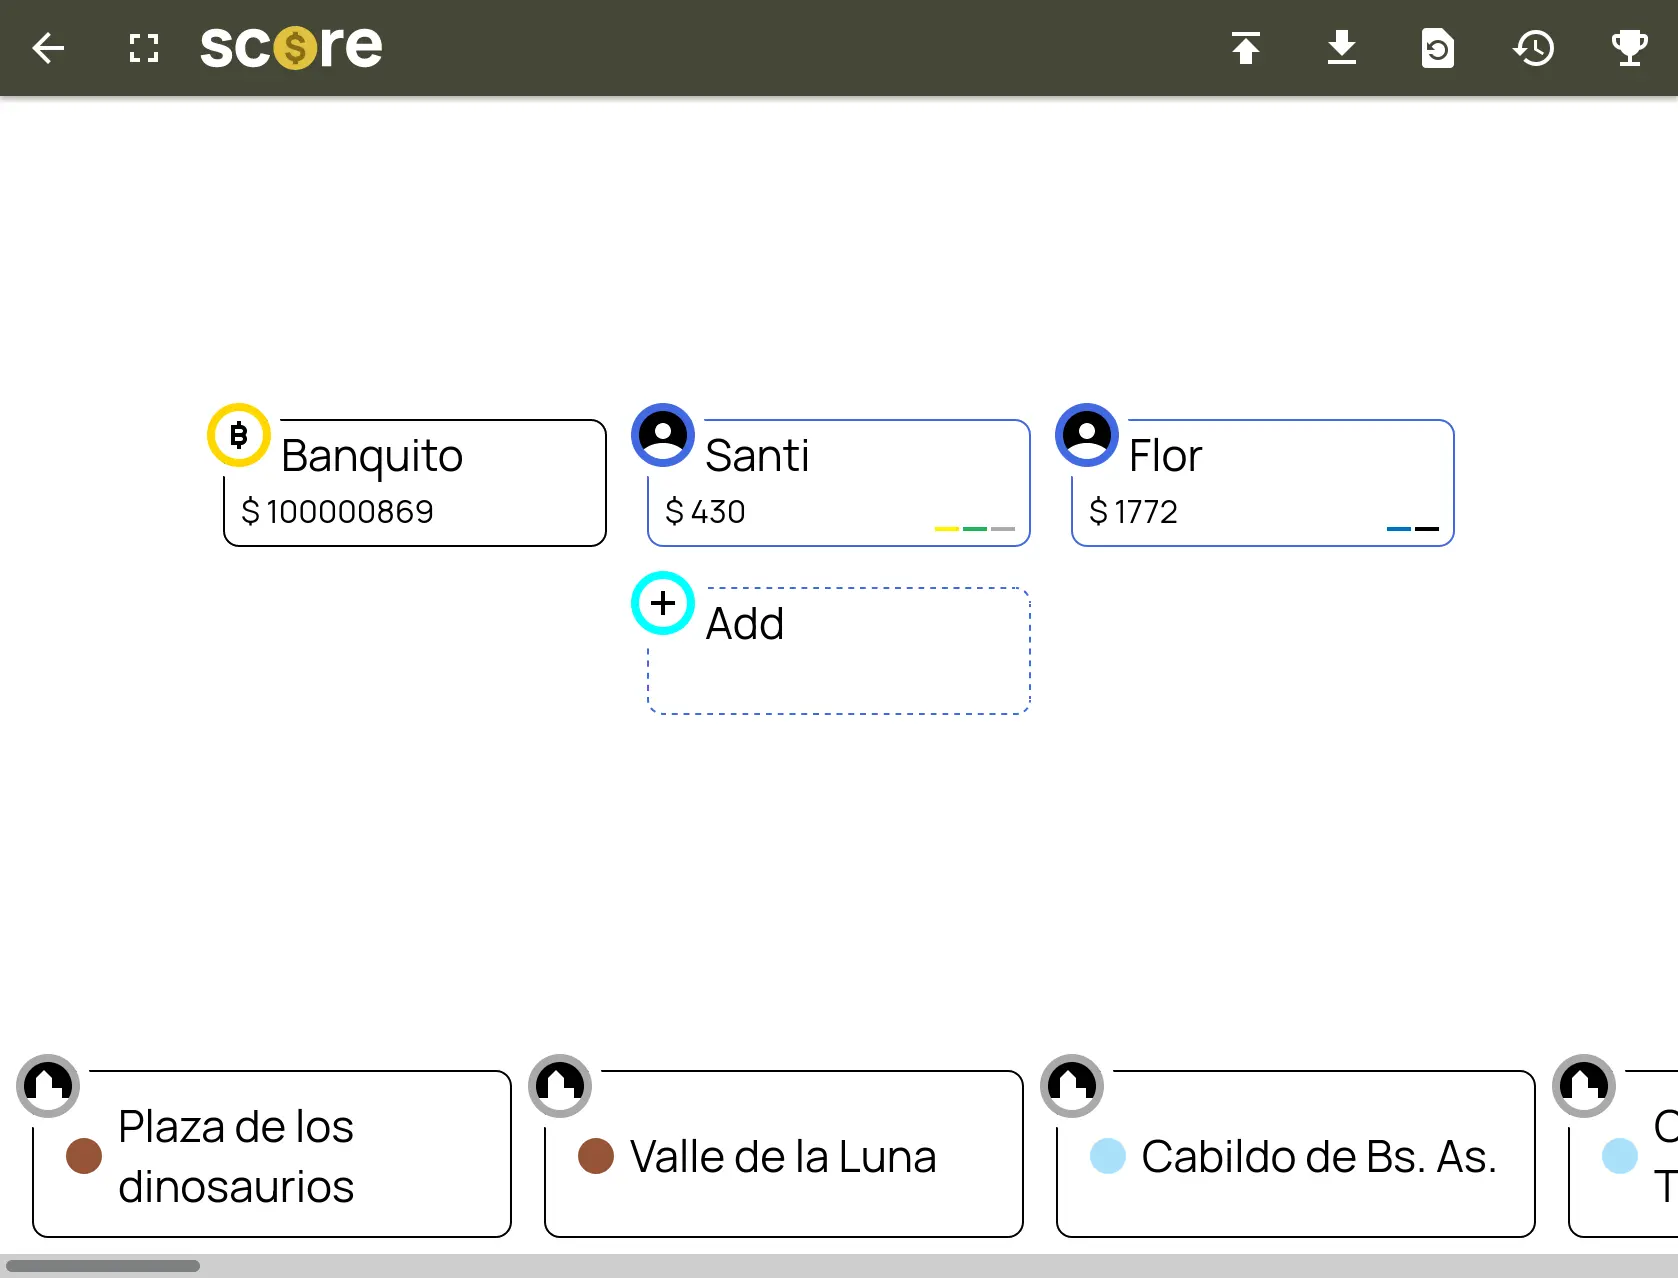 score
Banquito
$ 100000869
Santi
$ 430
Flor
$ 1772
Add
Plaza de los
dinosaurios
Valle de la Luna
Cabildo de Bs. As.